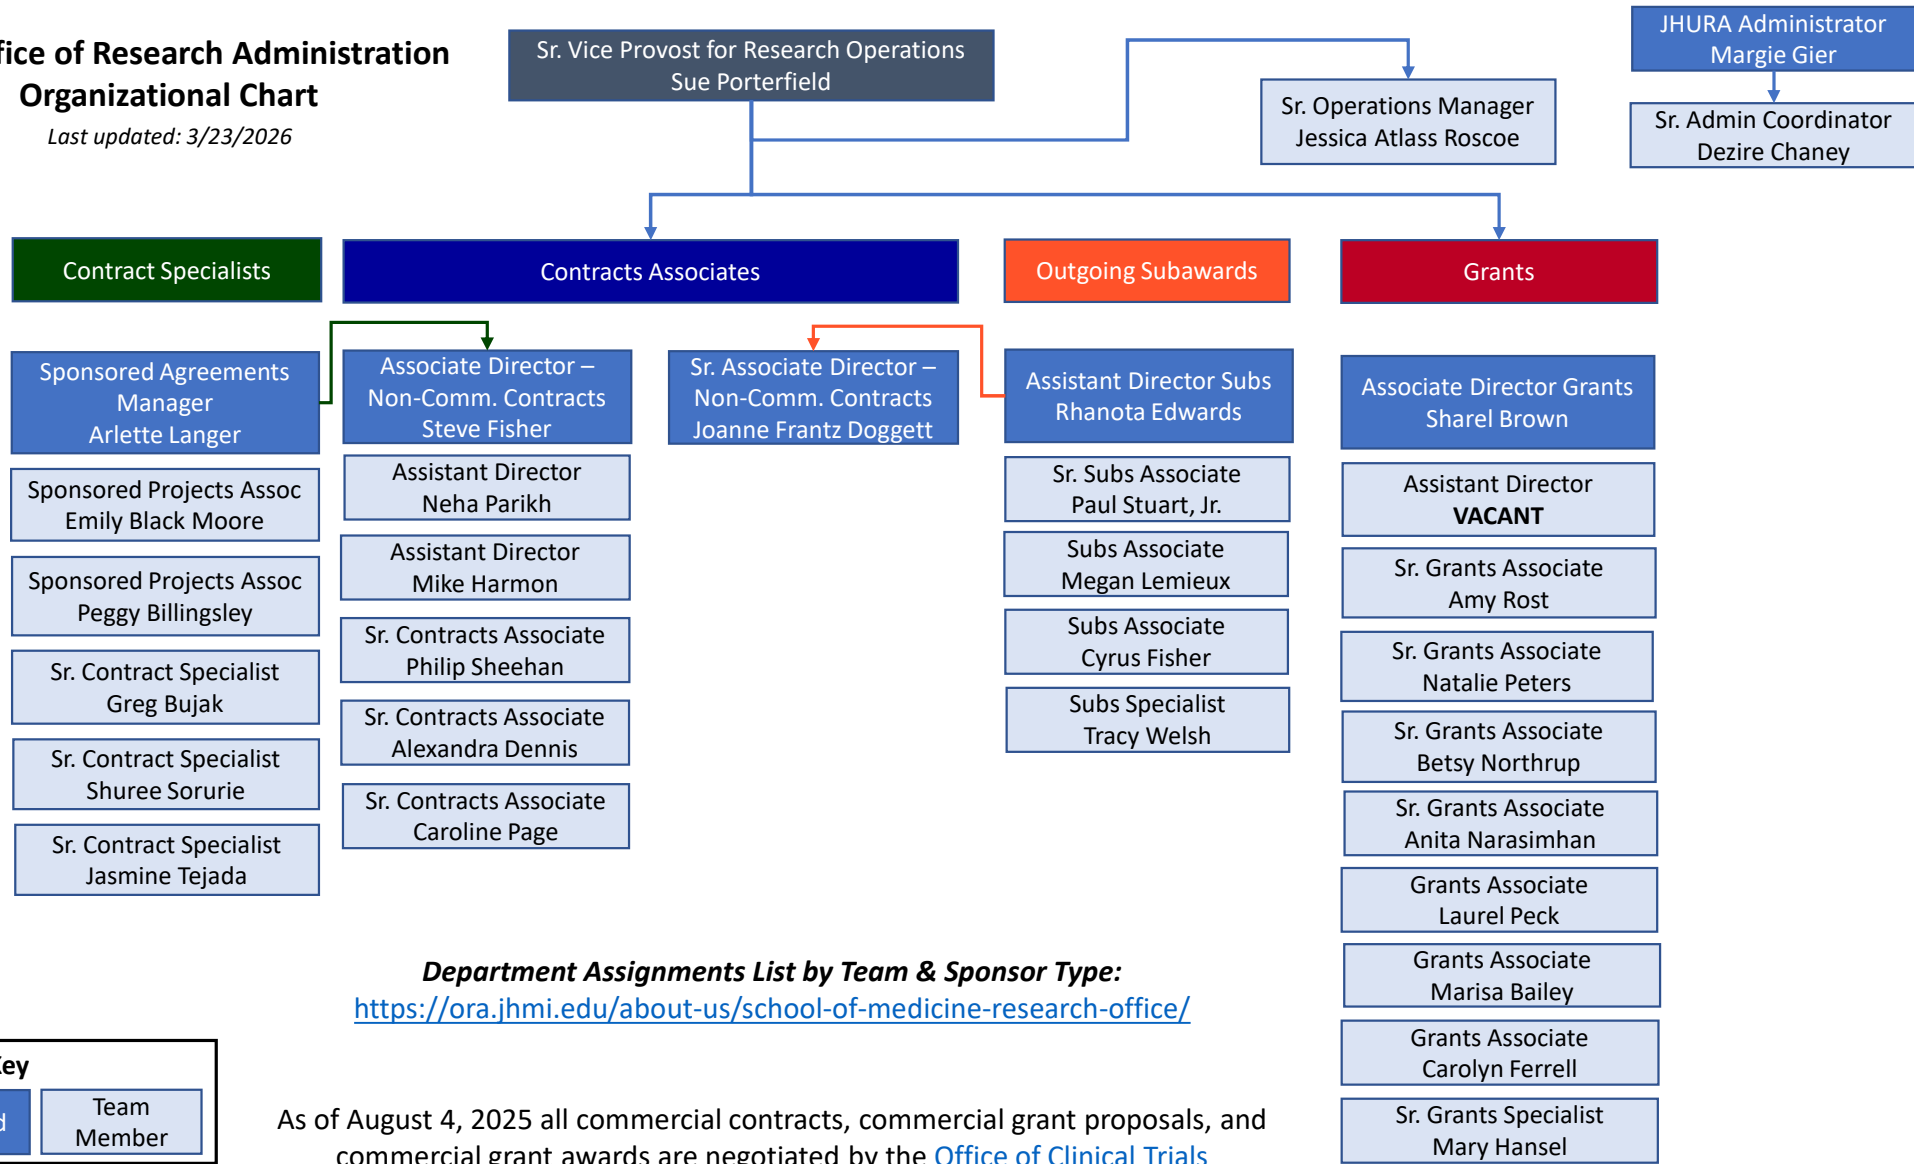 fice of Research Administration
Organizational Chart
Last updated: 3/23/2026
Sr. Vice Provost for Research Operations
Sue Porterfield
Sr. Operations Manager
Jessica Atlass Roscoe
JHURA Administrator
Margie Gier
Sr. Admin Coordinator
Dezire Chaney
Contract Specialists
Contracts Associates
Outgoing Subawards
Grants
Sponsored Agreements
Manager
Arlette Langer
Sponsored Projects Assoc
Emily Black Moore
Sponsored Projects Assoc
Peggy Billingsley
Sr. Contract Specialist
Greg Bujak
Sr. Contract Specialist
Shuree Sorurie
Sr. Contract Specialist
Jasmine Tejada
Associate Director –
Non-Comm. Contracts
Steve Fisher
Assistant Director
Neha Parikh
Assistant Director
Mike Harmon
Sr. Contracts Associate
Philip Sheehan
Sr. Contracts Associate
Alexandra Dennis
Sr. Contracts Associate
Caroline Page
Sr. Associate Director –
Non-Comm. Contracts
Joanne Frantz Doggett
Assistant Director Subs
Rhanota Edwards
Sr. Subs Associate
Paul Stuart, Jr.
Subs Associate
Megan Lemieux
Subs Associate
Cyrus Fisher
Subs Specialist
Tracy Welsh
Associate Director Grants
Sharel Brown
Assistant Director
VACANT
Sr. Grants Associate
Amy Rost
Sr. Grants Associate
Natalie Peters
Sr. Grants Associate
Betsy Northrup
Sr. Grants Associate
Anita Narasimhan
Grants Associate
Laurel Peck
Grants Associate
Marisa Bailey
Grants Associate
Carolyn Ferrell
Sr. Grants Specialist
Mary Hansel
Department Assignments List by Team & Sponsor Type:
https://ora.jhmi.edu/about-us/school-of-medicine-research-office/
Key
d
Team
Member
As of August 4, 2025 all commercial contracts, commercial grant proposals, and
commercial grant awards are negotiated by the Office of Clinical Trials